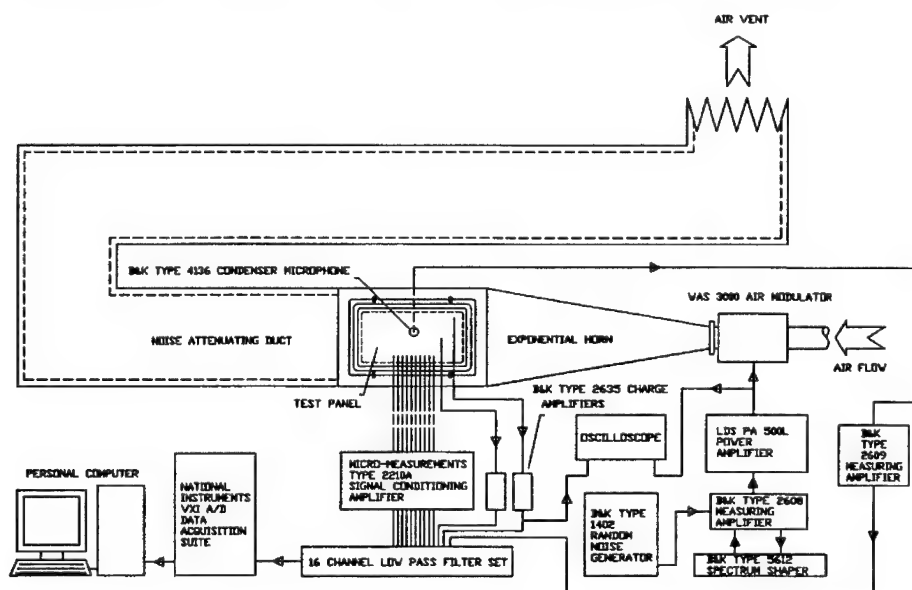 AIR VENT
B&K TYPE 4136 CONDENSER MICROPHONE
WAS 3000 AIR MODULATOR
NOISE ATTENUATING DUCT
EXPONENTIAL HORN
AIR FLOW
TEST PANEL
B&K TYPE 2635 CHARGE
AMPLIFIERS
OSCILLOSCOPE
LDS PA 500L
POWER
AMPLIFIER
B&K
TYPE
2609
MEASURING
AMPLIFIER
PERSONAL COMPUTER
NATIONAL
INSTRUMENTS
VXI A/D
DATA
ACQUISITION
SUITE
MICRO-MEASUREMENTS
TYPE 2210A
SIGNAL CONDITIONING
AMPLIFIER
B&K TYPE
1402
RANDOM
NOISE
GENERATOR
B&K TYPE 2608
MEASURING
AMPLIFIER
B&K TYPE 5612
SPECTRUM SHAPER
16 CHANNEL LOW PASS FILTER SET